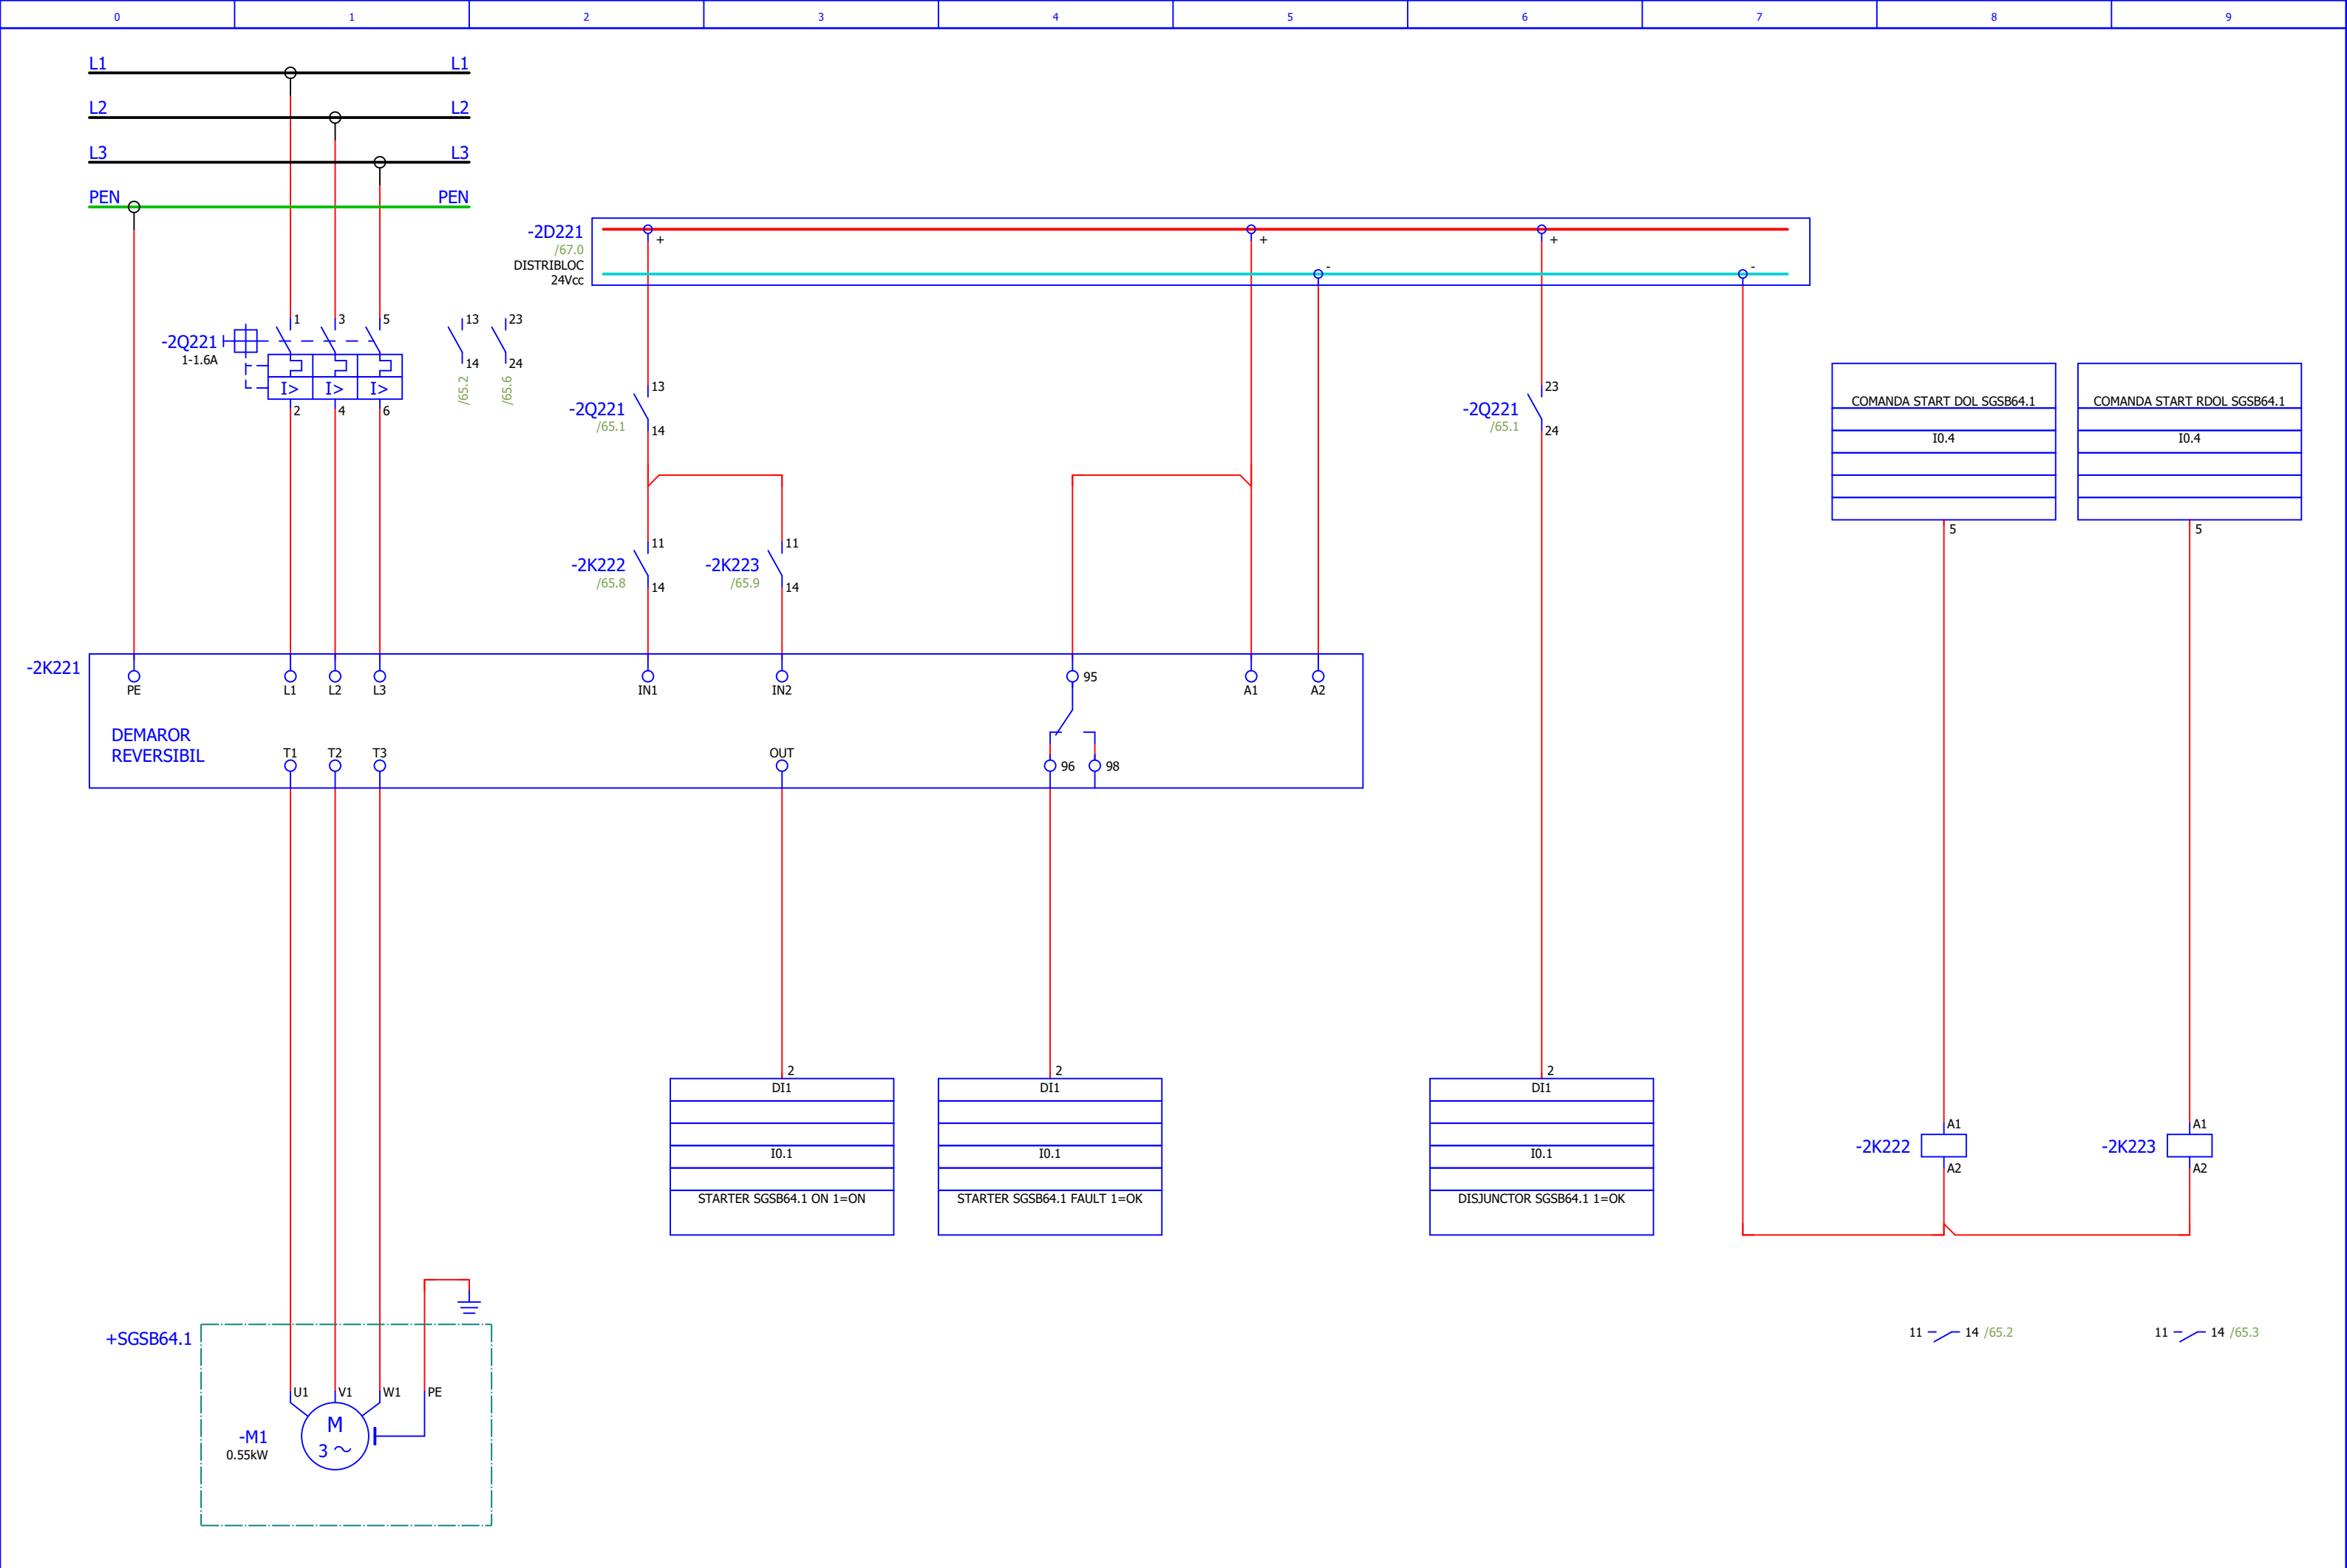 0 1 2 3 4 5 6 7 8 9
L1 L1
L2 L2
L3 L3
PEN PEN
-2D221
/67.0
DISTRIBLOC
24Vcc
+ + - + -
-2Q221
1-1.6A
1 3 5
I> I> I>
2 4 6
13 23
14 24
/65.2 /65.6
-2Q221
/65.1
13
14
-2Q221
/65.1
23
24
-2K222
/65.8
11
14
-2K223
/65.9
11
14
COMANDA START DOL SGSB64.1
I0.4
5
COMANDA START RDOL SGSB64.1
I0.4
5
-2K221
PE L1 L2 L3 IN1 IN2 95 A1 A2
DEMAROR
REVERSIBIL
T1 T2 T3 OUT 96 98
2
DI1
I0.1
STARTER SGSB64.1 ON 1=ON
2
DI1
I0.1
STARTER SGSB64.1 FAULT 1=OK
2
DI1
I0.1
DISJUNCTOR SGSB64.1 1=OK
A1
-2K222
A2
A1
-2K223
A2
11 14 /65.2
11 14 /65.3
+SGSB64.1
U1 V1 W1 PE
-M1
0.55kW
M
3 ~